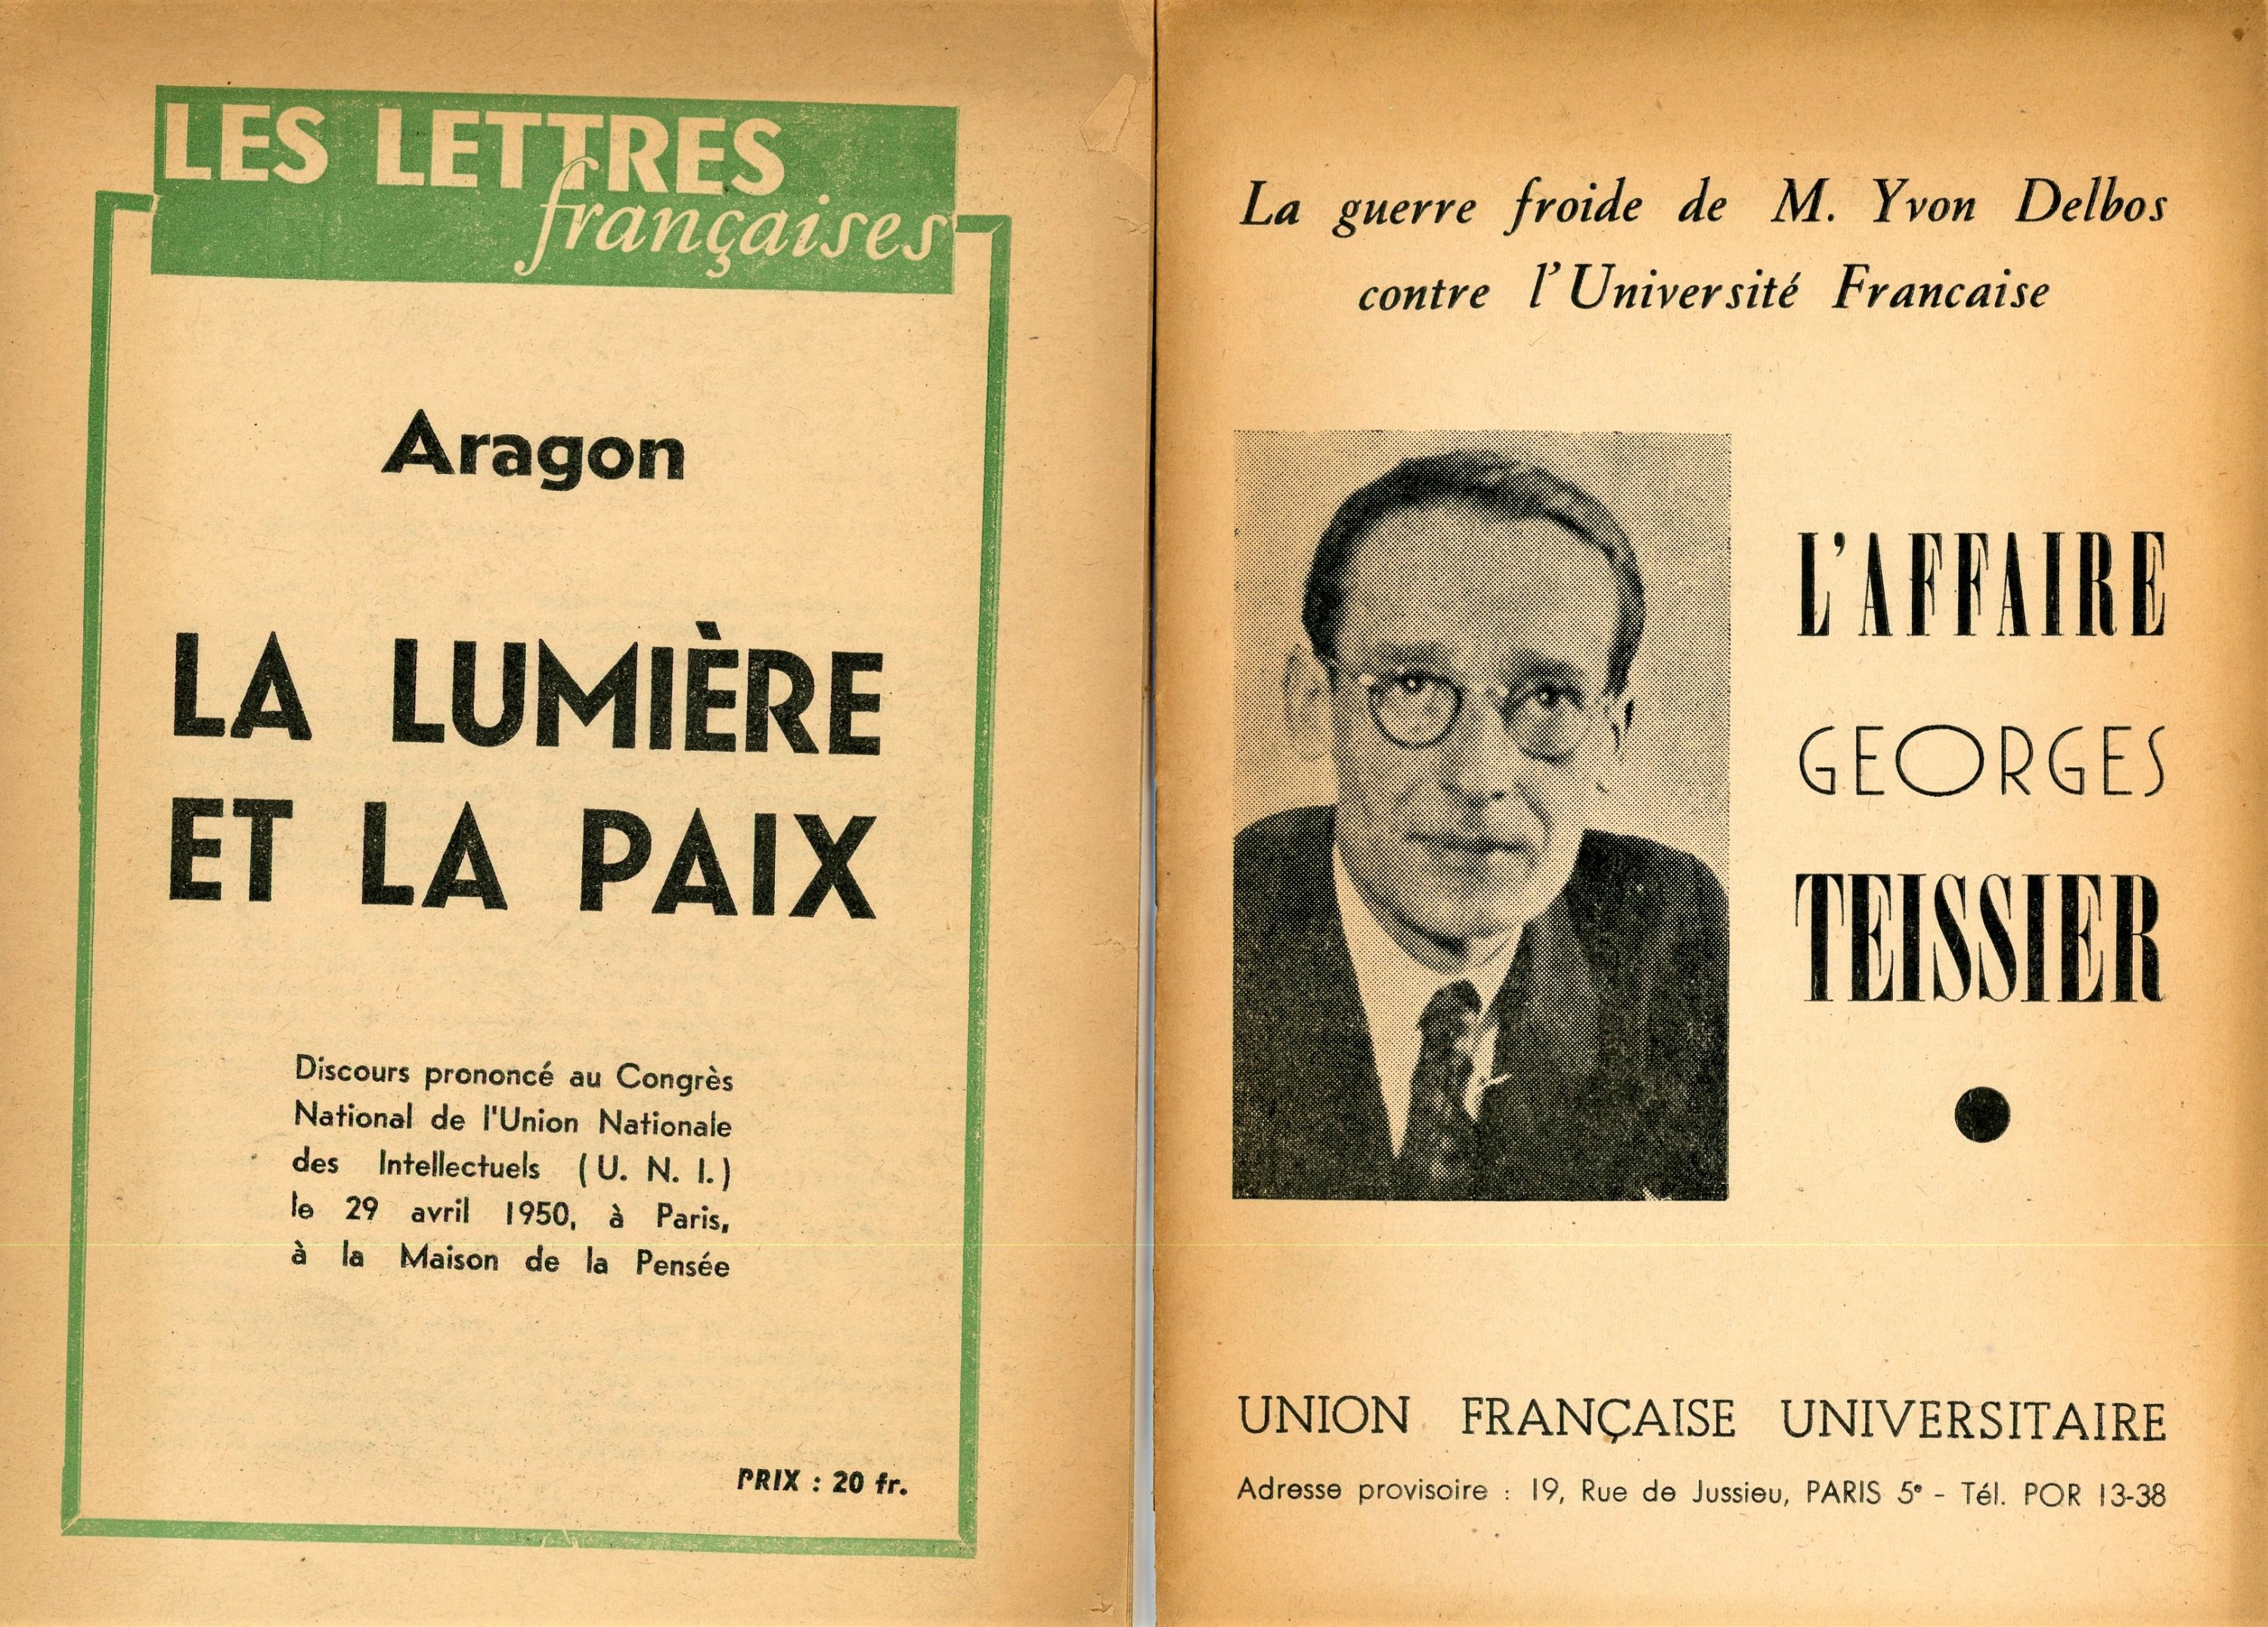 LES LETTRES
françaises
Aragon
LA LUMIÈRE
ET LA PAIX
Discours prononcé au Congrès
National de l'Union Nationale
des Intellectuels (U. N. I.)
le 29 avril 1950, à Paris,
à la Maison de la Pensée
PRIX : 20 fr.
La guerre froide de M. Yvon Delbos
contre l'Université Francaise
L'AFFAIRE
GEORGES
TEISSIER
UNION FRANÇAISE UNIVERSITAIRE
Adresse provisoire : 19, Rue de Jussieu, PARIS 5e - Tél. POR 13-38